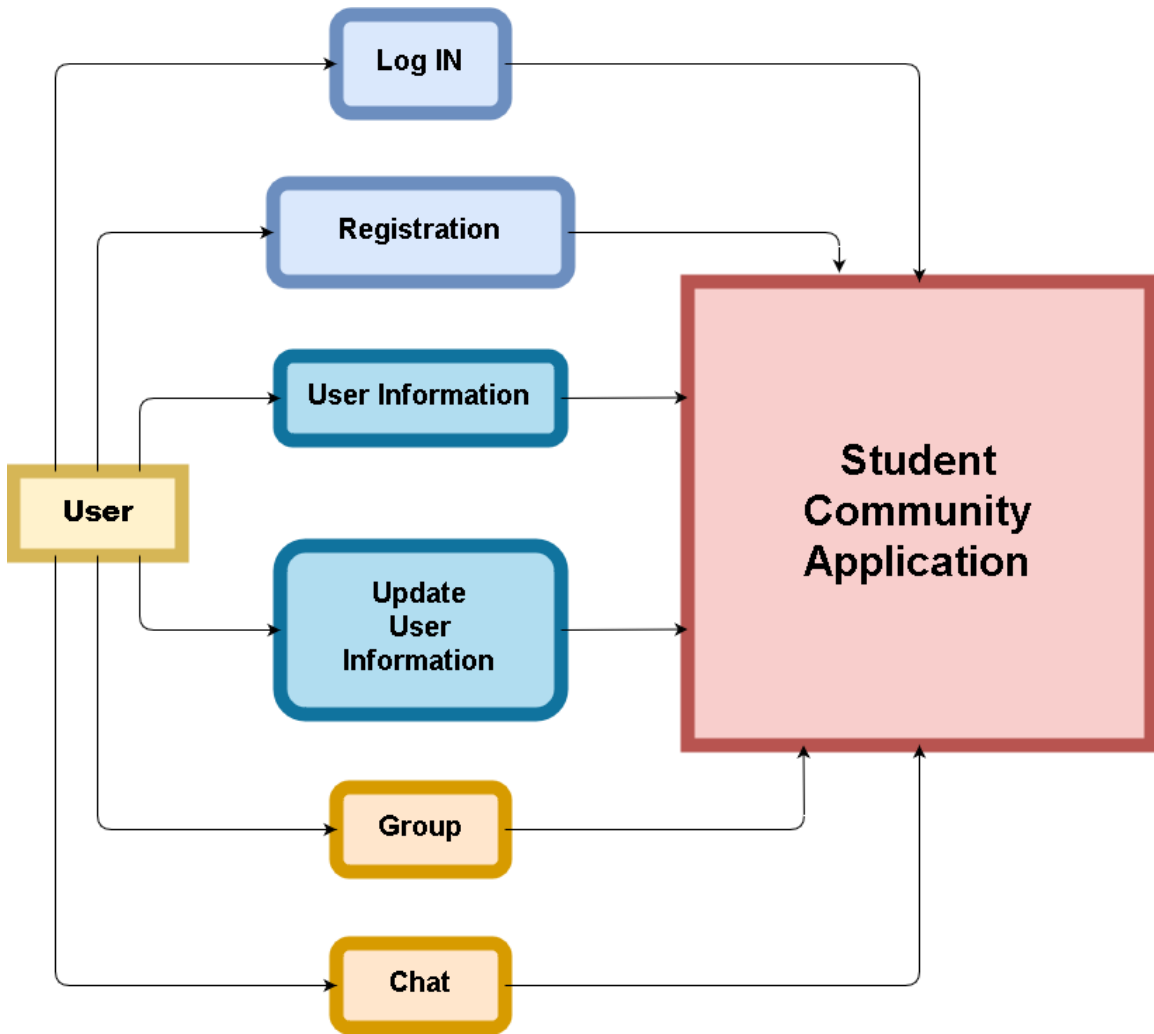 Log IN
Registration
User Information
User
Update
User
Information
Group
Chat
Student
Community
Application